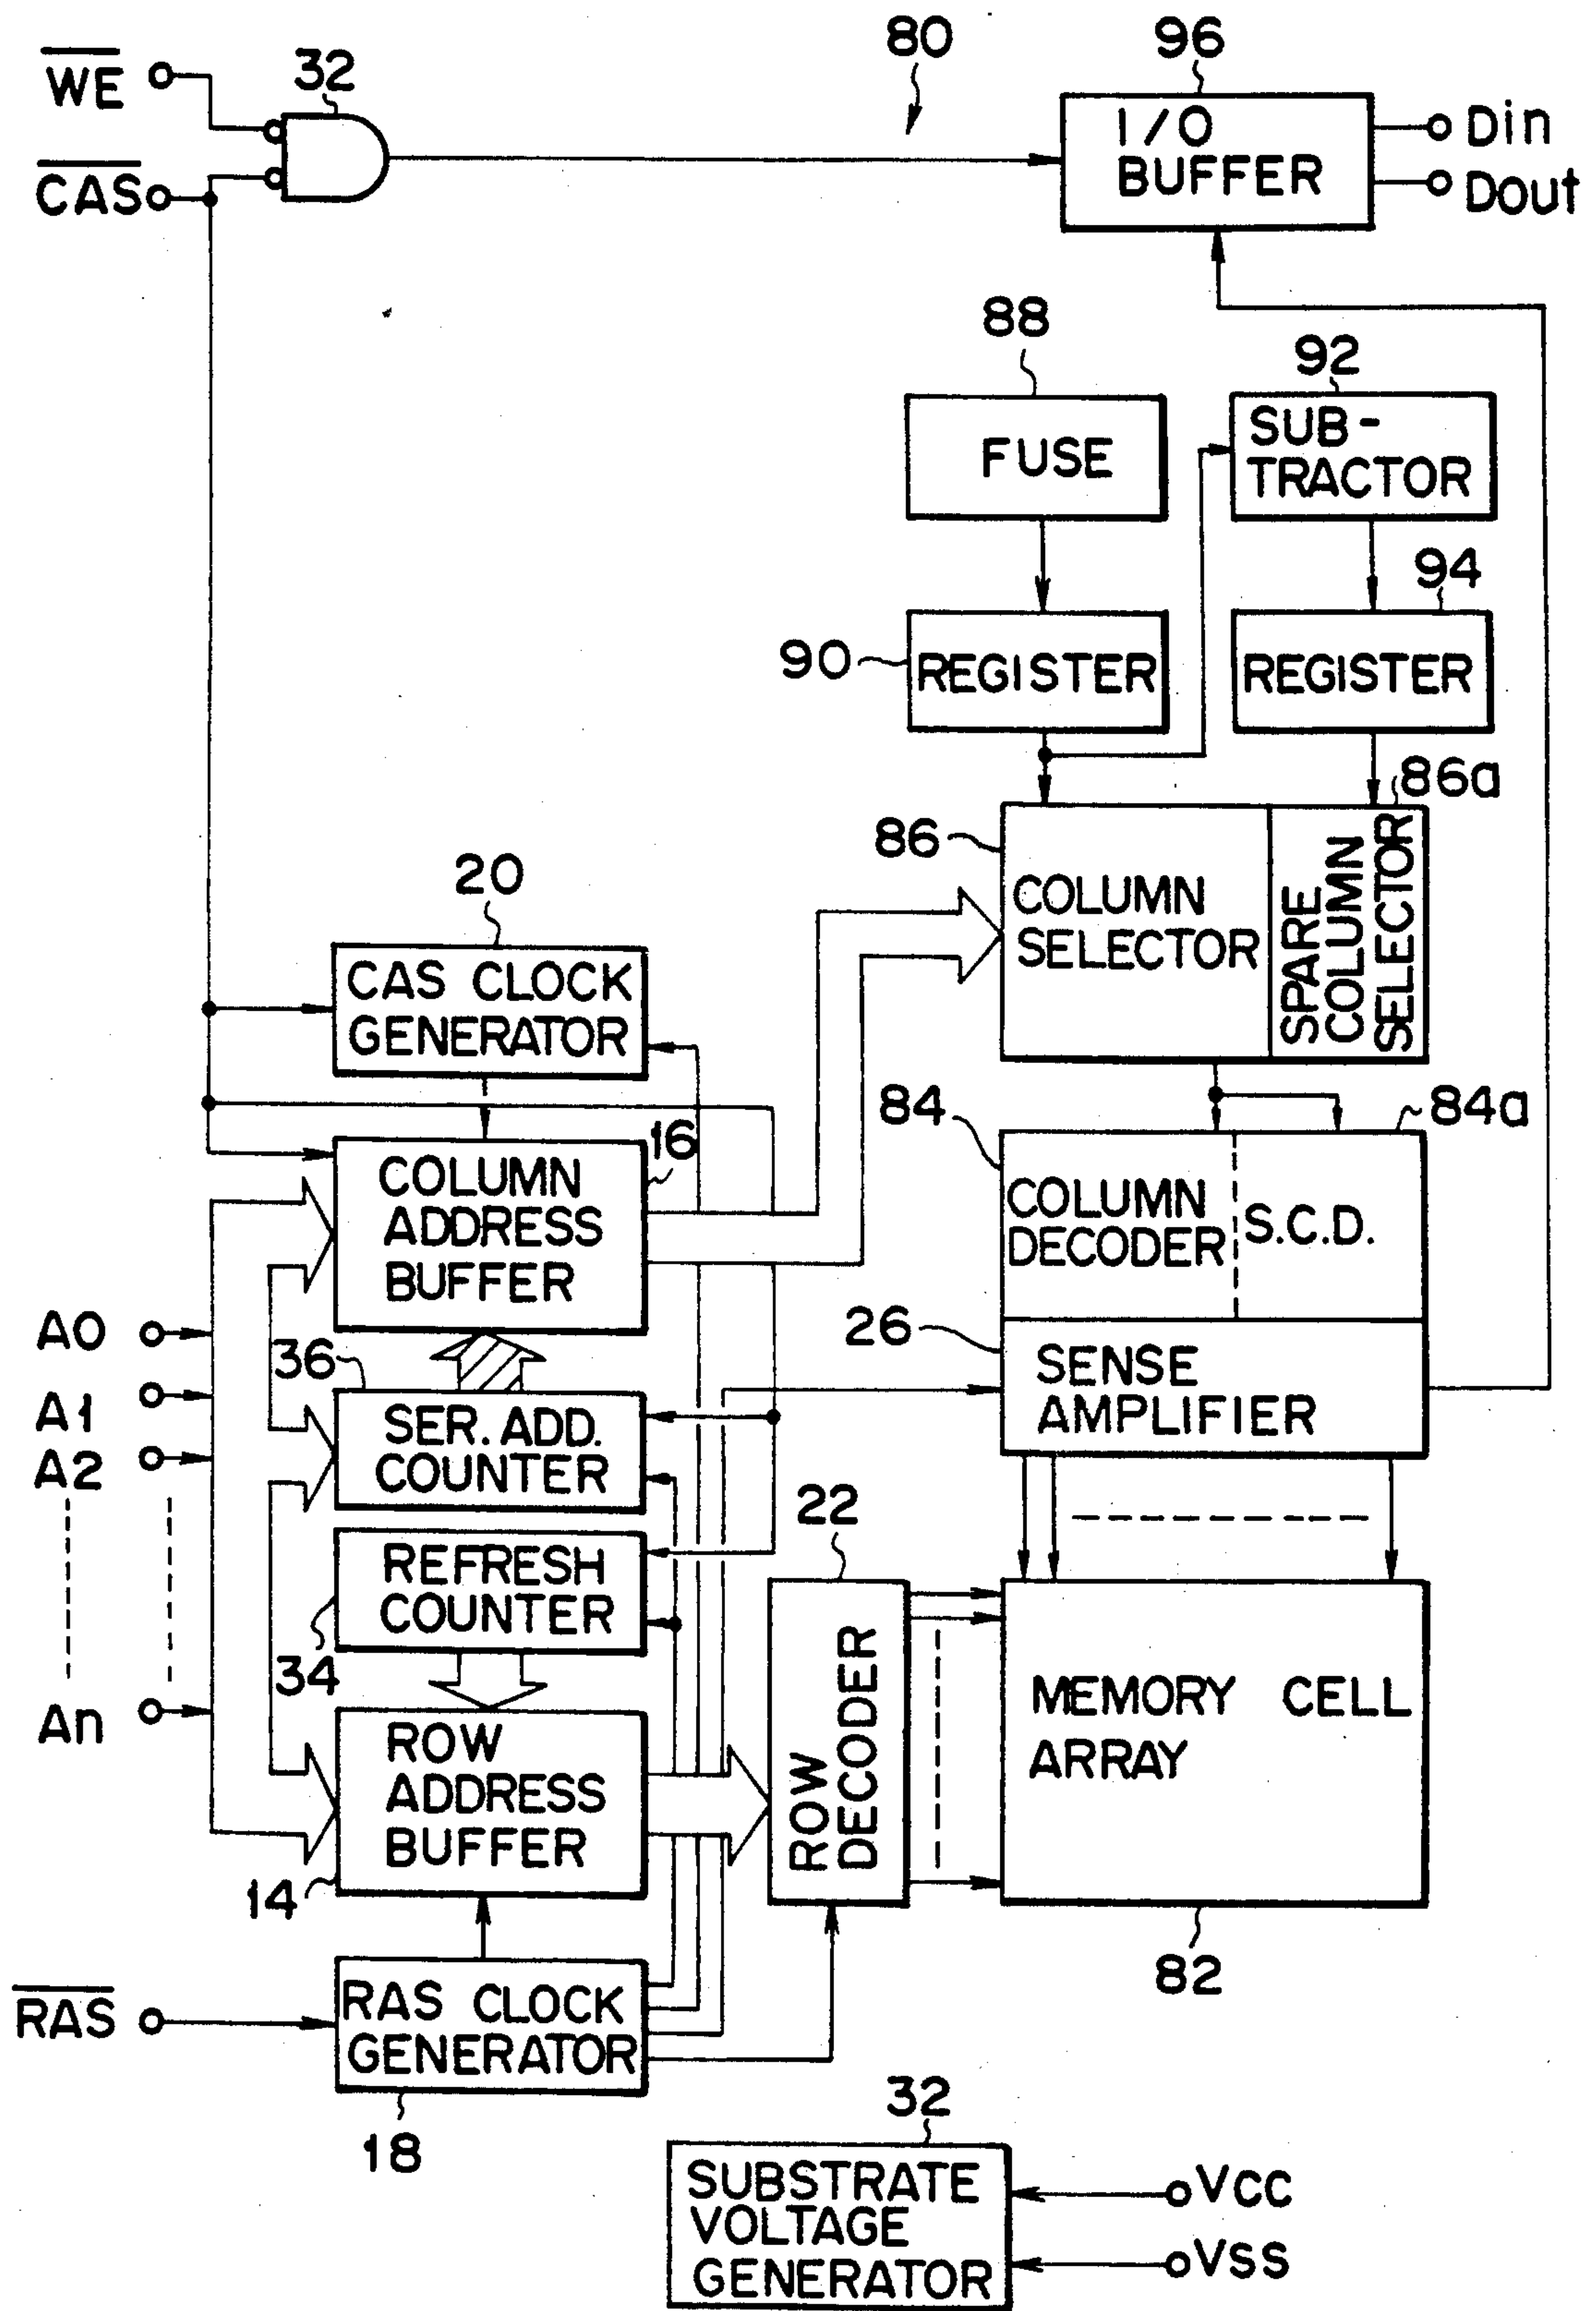 WE
32
80
96
I/O
BUFFER
Din
Dout
CAS
88
FUSE
92
SUB-
TRACTOR
90
REGISTER
94
REGISTER
86
COLUMN
SELECTOR
86a
SPARE
COLUMN
SELECTOR
20
CAS CLOCK
GENERATOR
84
COLUMN
DECODER
84a
S.C.D.
16
COLUMN
ADDRESS
BUFFER
26
SENSE
AMPLIFIER
A0
A1
A2
An
36
SER. ADD.
COUNTER
REFRESH
COUNTER
34
22
ROW
DECODER
MEMORY CELL
ARRAY
82
ROW
ADDRESS
BUFFER
14
RAS
RAS CLOCK
GENERATOR
18
32
SUBSTRATE
VOLTAGE
GENERATOR
VCC
VSS